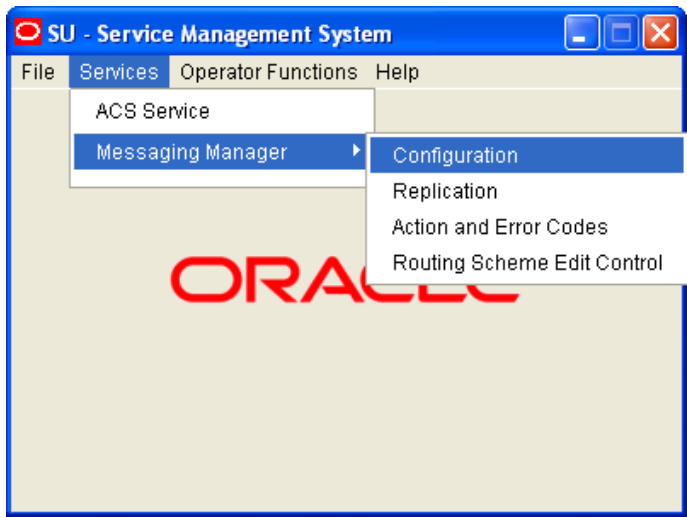 SU - Service Management System
File Services Operator Functions Help
ACS Service
Messaging Manager
Configuration
Replication
Action and Error Codes
Routing Scheme Edit Control